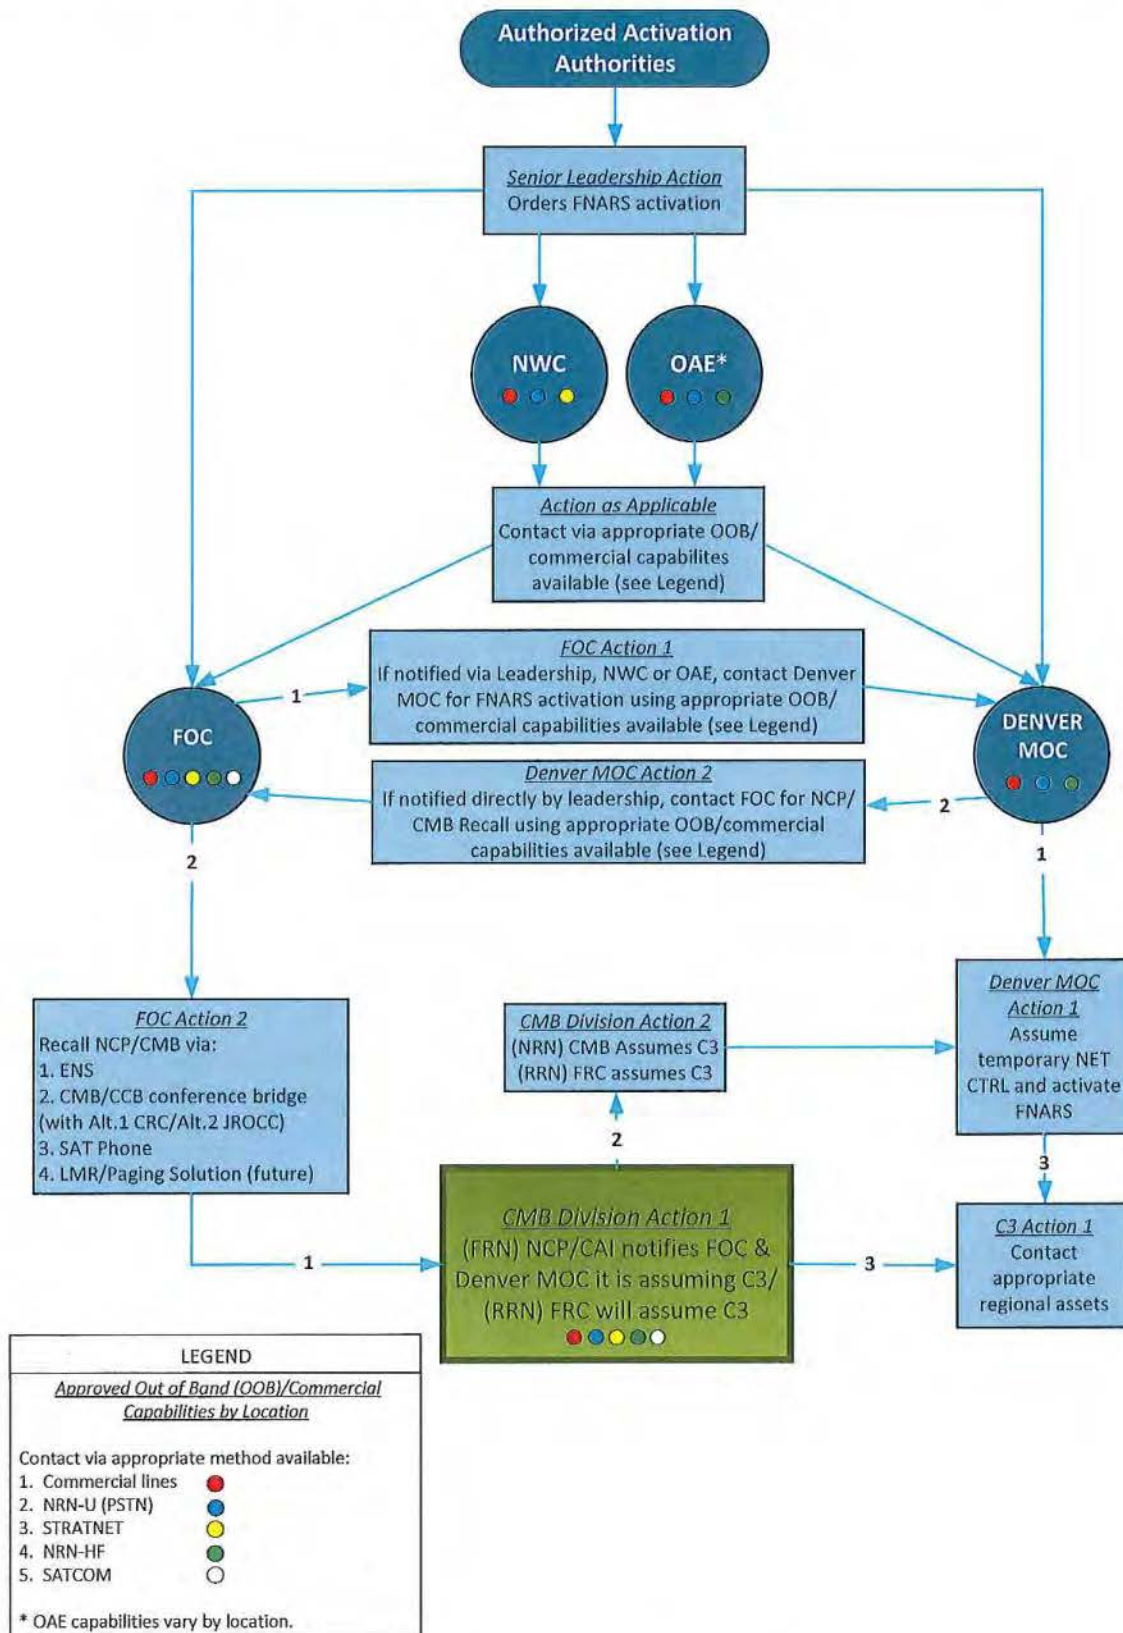 Authorized Activation
Authorities
Senior Leadership Action
Orders FNARS activation
NWC
OAE*
Action as Applicable
Contact via appropriate OOB/
commercial capabilites
available (see Legend)
FOC Action 1
If notified via Leadership, NWC or OAE, contact Denver
MOC for FNARS activation using appropriate OOB/
commercial capabilities available (see Legend)
1
FOC
DENVER
MOC
Denver MOC Action 2
If notified directly by leadership, contact FOC for NCP/
CMB Recall using appropriate OOB/commercial
capabilities available (see Legend)
2
2
1
FOC Action 2
Recall NCP/CMB via:
1. ENS
2. CMB/CCB conference bridge
(with Alt.1 CRC/Alt.2 JROCC)
3. SAT Phone
4. LMR/Paging Solution (future)
CMB Division Action 2
(NRN) CMB Assumes C3
(RRN) FRC assumes C3
Denver MOC
Action 1
Assume
temporary NET
CTRL and activate
FNARS
2
3
CMB Division Action 1
(FRN) NCP/CAI notifies FOC &
Denver MOC it is assuming C3/
(RRN) FRC will assume C3
1
3
C3 Action 1
Contact
appropriate
regional assets
LEGEND
Approved Out of Band (OOB)/Commercial
Capabilities by Location
Contact via appropriate method available:
1. Commercial lines
2. NRN-U (PSTN)
3. STRATNET
4. NRN-HF
5. SATCOM
* OAE capabilities vary by location.